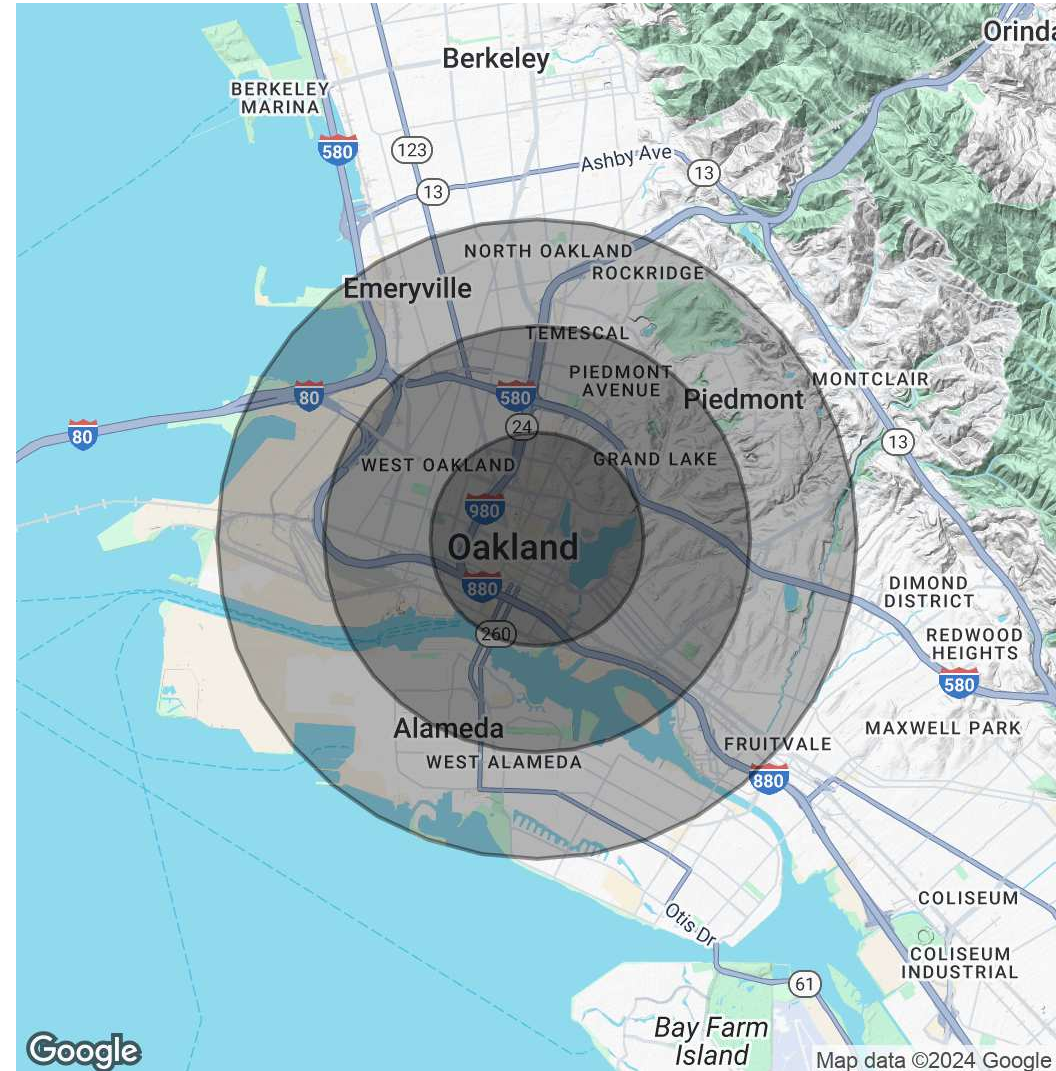 Orinda
Berkeley
BERKELEY
MARINA
580
123
Ashby Ave
13
13
NORTH OAKLAND
ROCKRIDGE
Emeryville
TEMESCAL
PIEDMONT
AVENUE
MONTCLAIR
Piedmont
80
580
80
24
13
WEST OAKLAND
GRAND LAKE
980
Oakland
880
DIMOND
DISTRICT
260
REDWOOD
HEIGHTS
580
Alameda
MAXWELL PARK
FRUITVALE
WEST ALAMEDA
880
COLISEUM
Otis Dr
COLISEUM
INDUSTRIAL
61
Bay Farm
Island
Google
Map data ©2024 Google